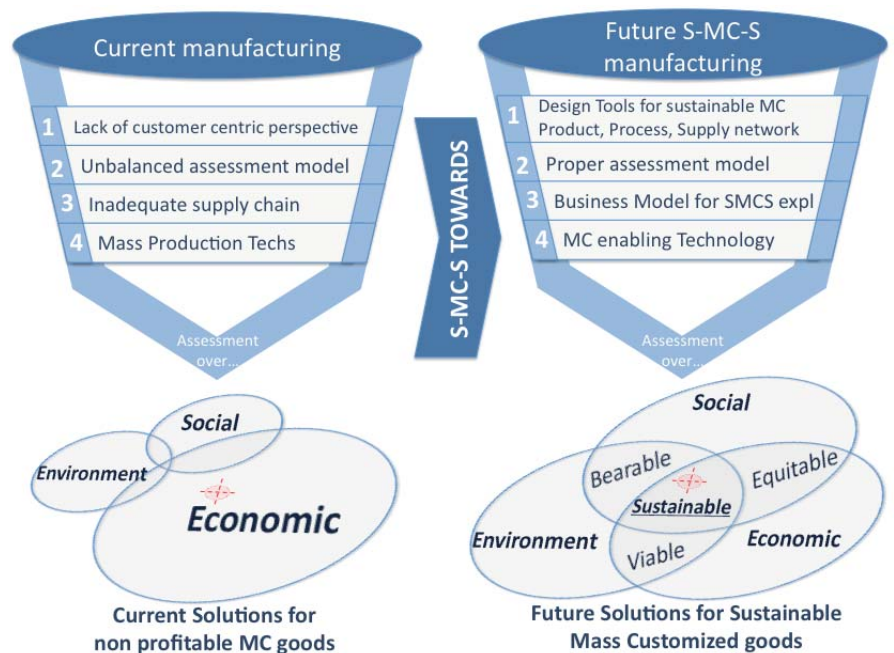 Current manufacturing
1 Lack of customer centric perspective
2 Unbalanced assessment model
3 Inadequate supply chain
4 Mass Production Techs
Assessment
over...
Social
Environment
Economic
Current Solutions for
non profitable MC goods
S-MC-S TOWARDS
Future S-MC-S
manufacturing
1 Design Tools for sustainable MC
Product, Process, Supply network
2 Proper assessment model
3 Business Model for SMCS expl
4 MC enabling Technology
Assessment
over...
Social
Bearable
Equitable
Sustainable
Environment
Economic
Viable
Future Solutions for Sustainable
Mass Customized goods